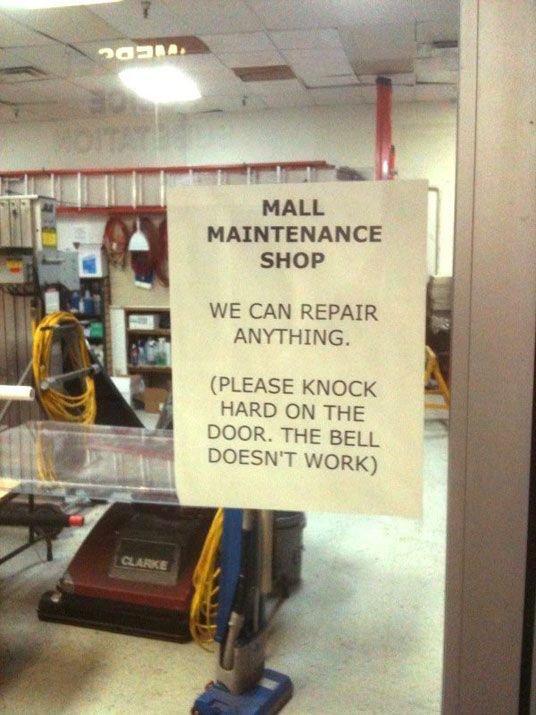 MALL
MAINTENANCE
SHOP
WE CAN REPAIR
ANYTHING.
(PLEASE KNOCK
HARD ON THE
DOOR. THE BELL
DOESN'T WORK)
CLARKE